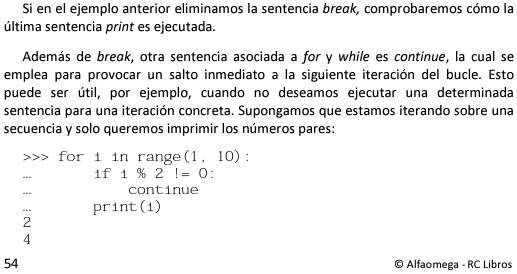 Si en el ejemplo anterior eliminamos la sentencia break, comprobaremos cómo la
última sentencia print es ejecutada.
Además de break, otra sentencia asociada a for y while es continue, la cual se
emplea para provocar un salto inmediato a la siguiente iteración del bucle. Esto
puede ser útil, por ejemplo, cuando no deseamos ejecutar una determinada
sentencia para una iteración concreta. Supongamos que estamos iterando sobre una
secuencia y solo queremos imprimir los números pares:
>>> for i in range(1, 10):
...     if i % 2 != 0:
...         continue
...     print(i)
2
4
54 © Alfaomega - RC Libros